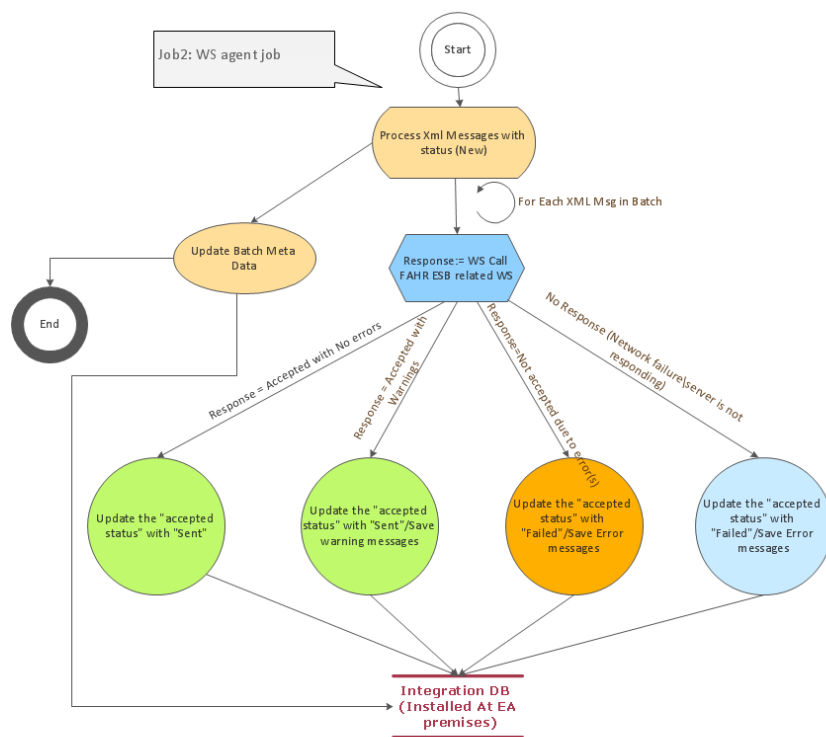 Job2: WS agent job
Start
Process Xml Messages with
status (New)
For Each XML Msg in Batch
Update Batch Meta
Data
Response:= WS Call
FAHR ESB related WS
End
Response = Accepted with No errors
Response = Accepted with
Warnings
Response=Not accepted due to error(s)
No Response (Network failure\server is not
responding)
Update the "accepted
status" with "Sent"
Update the "accepted
status" with "Sent"/Save
warning messages
Update the "accepted
status" with
"Failed"/Save Error
messages
Update the "accepted
status" with
"Failed"/Save Error
messages
Integration DB
(Installed At EA
premises)